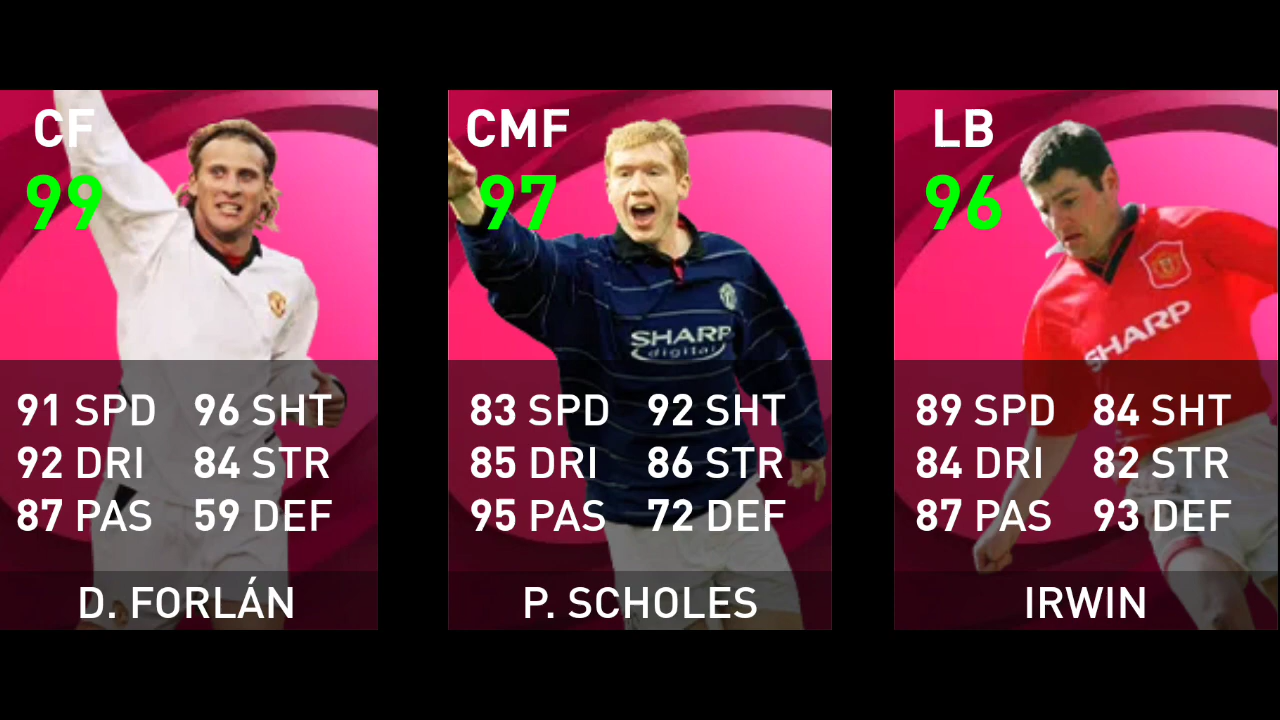 CF
99
91 SPD 96 SHT
92 DRI 84 STR
87 PAS 59 DEF
D. FORLÁN
CMF
97
SHARP
digital
83 SPD 92 SHT
85 DRI 86 STR
95 PAS 72 DEF
P. SCHOLES
LB
96
SHARP
89 SPD 84 SHT
84 DRI 82 STR
87 PAS 93 DEF
IRWIN